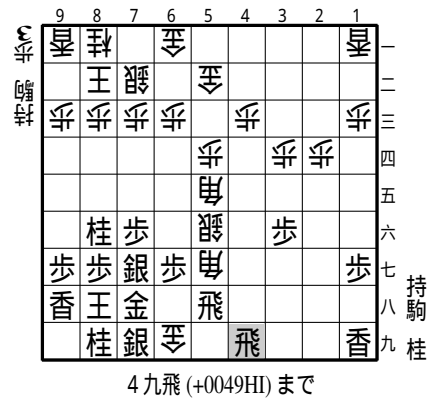 9 8 7 6 5 4 3 2 1
香 桂 金 香 一
王 銀 金 二
歩 歩 歩 歩 歩 歩 三
歩 歩 歩 四
角 五
桂 歩 銀 歩 六
歩 歩 銀 歩 角 歩 七
香 王 金 飛 八
桂 銀 金 飛 香 九
持駒 歩3
持駒 桂
4九飛 (+0049HI) まで